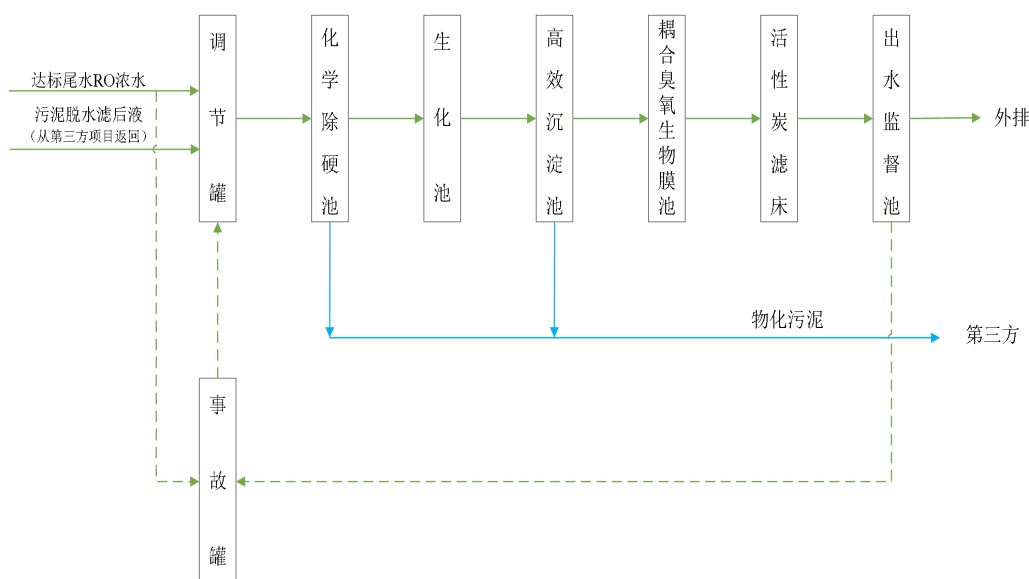 达标尾水RO浓水
污泥脱水滤后液
（从第三方项目返回）
调节罐
化学除硬池
生化池
高效沉淀池
耦合臭氧生物膜池
活性炭滤床
出水监督池
外排
物化污泥
第三方
事故罐